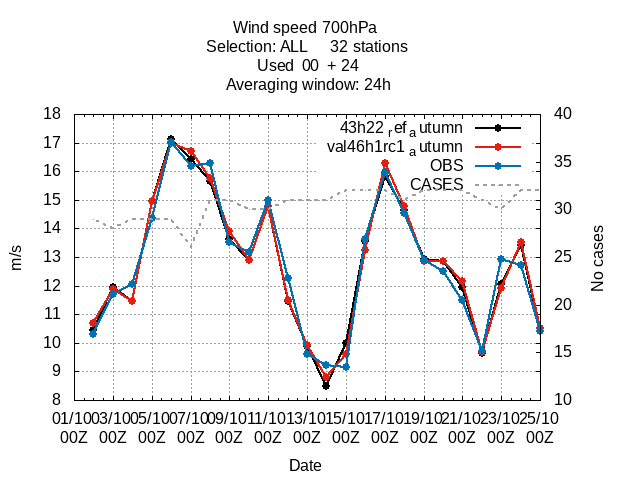 Wind speed 700hPa
Selection: ALL 32 stations
Used 00 + 24
Averaging window: 24h
43h22refautumn
val46h1rc1autumn
OBS
CASES
18
17
16
15
14
13
12
11
10
9
8
m/s
40
35
30
25
20
15
10
No cases
01/10 03/10 05/10 07/10 09/10 11/10 13/10 15/10 17/10 19/10 21/10 23/10 25/10
00Z 00Z 00Z 00Z 00Z 00Z 00Z 00Z 00Z 00Z 00Z 00Z 00Z
Date